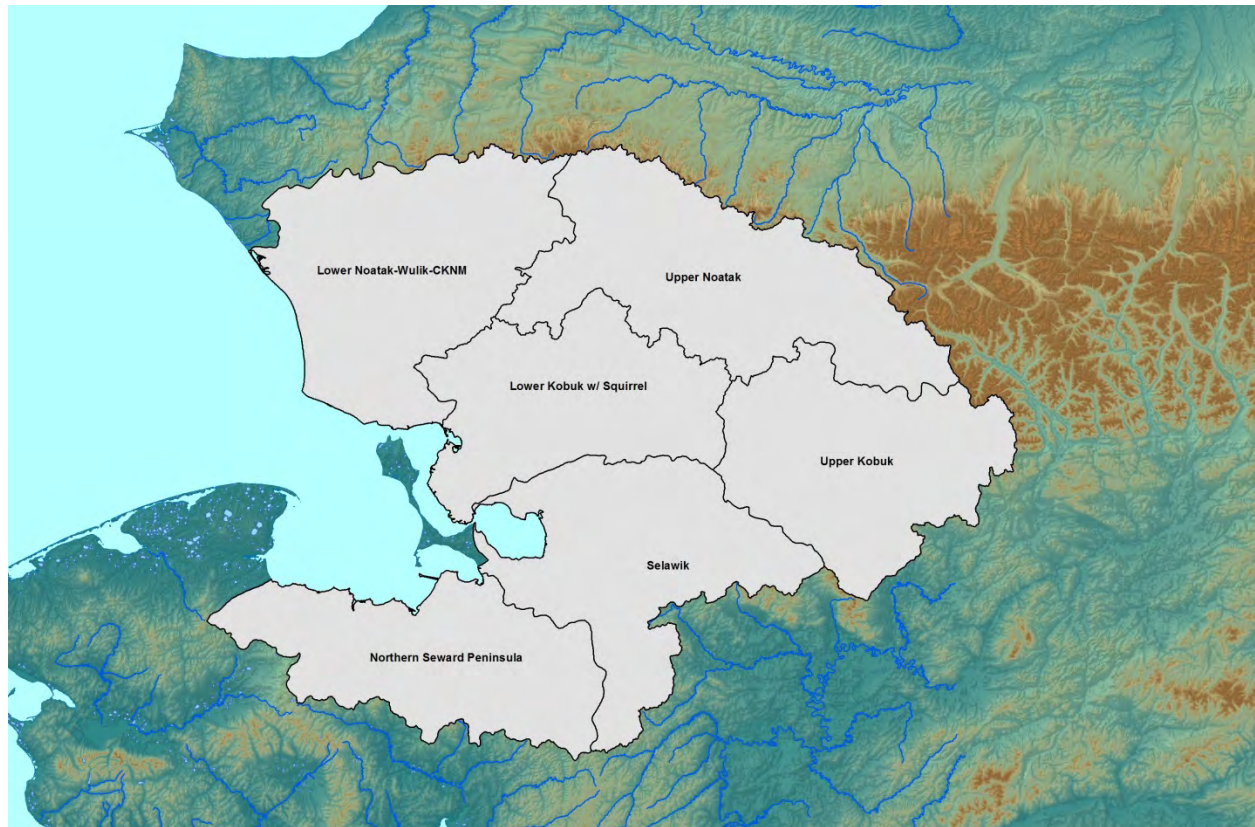 Lower Noatak-Wulik-CKNM
Upper Noatak
Lower Kobuk w/ Squirrel
Upper Kobuk
Selawik
Northern Seward Peninsula